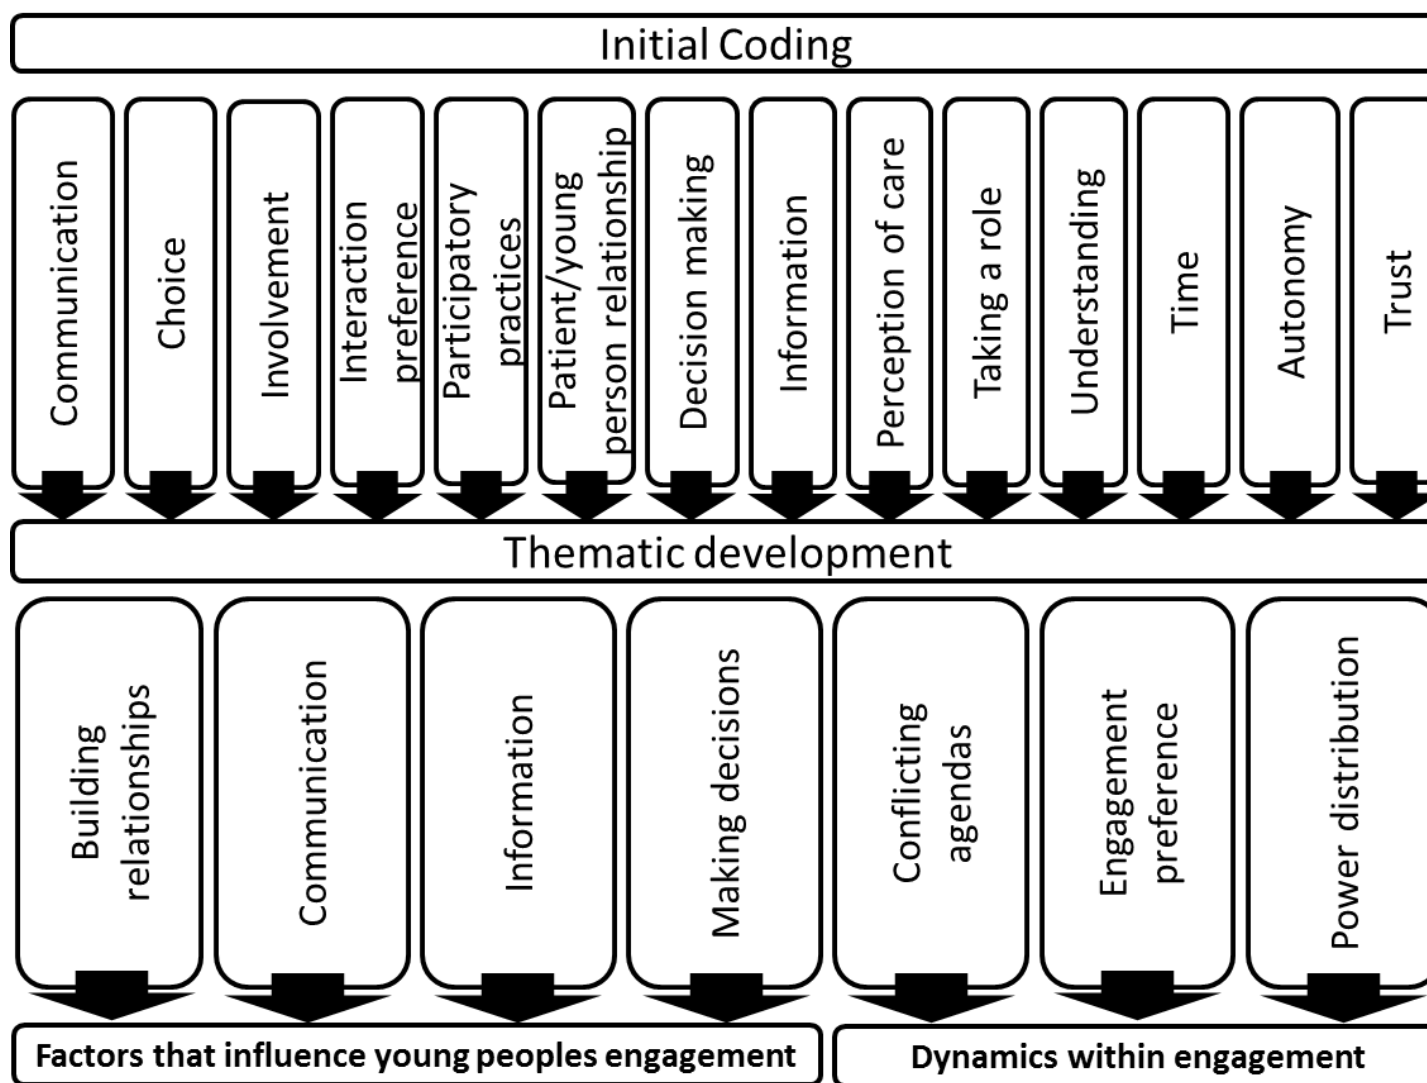 Initial Coding
Communication
Choice
Involvement
Interaction
preference
Participatory
practices
Patient/young
person relationship
Decision making
Information
Perception of care
Taking a role
Understanding
Time
Autonomy
Trust
Thematic development
Building
relationships
Communication
Information
Making decisions
Conflicting
agendas
Engagement
preference
Power distribution
Factors that influence young peoples engagement
Dynamics within engagement